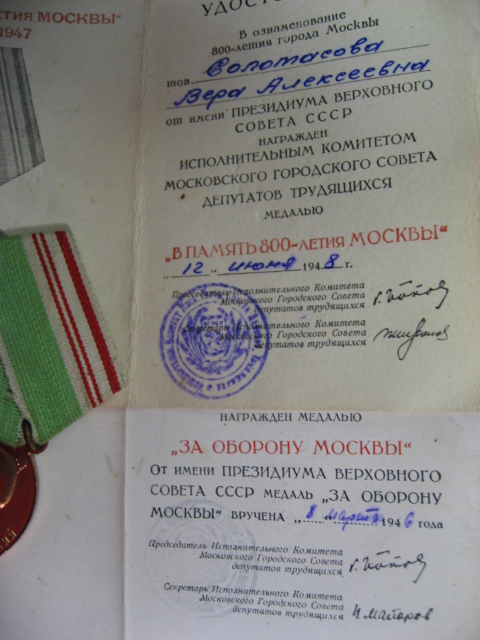 УДОСТО
ЛЕТИЯ МОСКВЫ"
1947
В ознаменование
800-летия города Москвы
тов. Солотасова
Вера Алексеевна
от имени ПРЕЗИДИУМА ВЕРХОВНОГО
СОВЕТА СССР
НАГРАЖДЕН
ИСПОЛНИТЕЛЬНЫМ КОМИТЕТОМ
МОСКОВСКОГО ГОРОДСКОГО СОВЕТА
ДЕПУТАТОВ ТРУДЯЩИХСЯ
МЕДАЛЬЮ
„В ПАМЯТЬ 800-ЛЕТИЯ МОСКВЫ"
„12" июня 1948 г.
Председатель Исполнительного Комитета
Московского Городского Совета
депутатов трудящихся
Секретарь Исполнительного Комитета
Московского Городского Совета
депутатов трудящихся
НАГРАЖДЕН МЕДАЛЬЮ
„ЗА ОБОРОНУ МОСКВЫ"
От имени ПРЕЗИДИУМА ВЕРХОВНОГО
СОВЕТА СССР МЕДАЛЬ „ЗА ОБОРОНУ
МОСКВЫ" ВРУЧЕНА „8 марта 1946 года
Председатель Исполнительного Комитета
Московского Городского Совета
депутатов трудящихся
Секретарь Исполнительного Комитета
Московского Городского Совета
депутатов трудящихся
Н Майоров